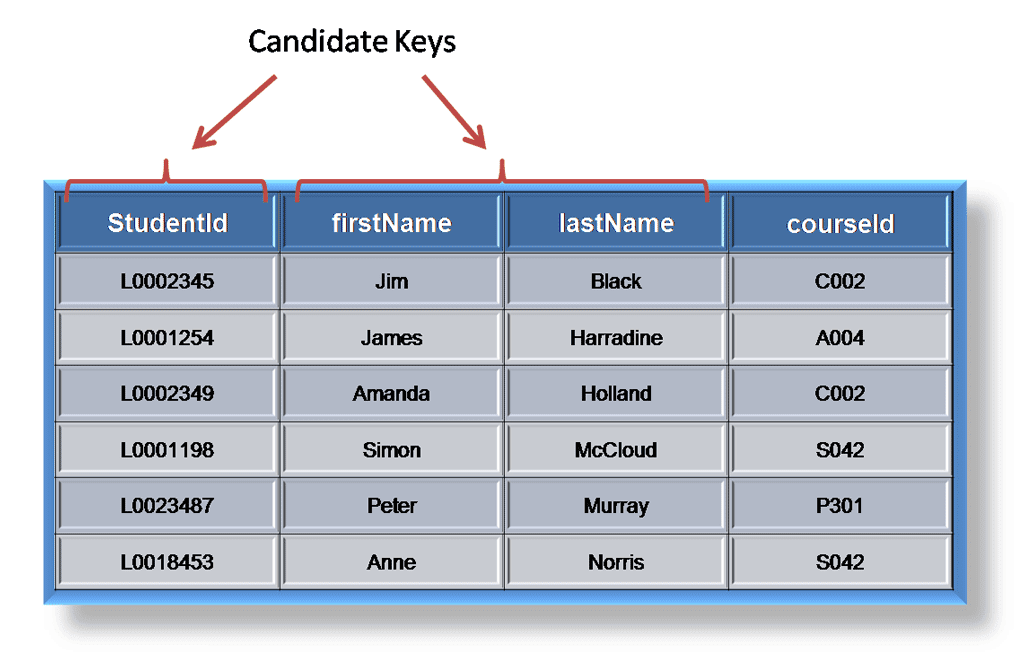 Candidate Keys
StudentId firstName lastName courseId
L0002345 Jim Black C002
L0001254 James Harradine A004
L0002349 Amanda Holland C002
L0001198 Simon McCloud S042
L0023487 Peter Murray P301
L0018453 Anne Norris S042